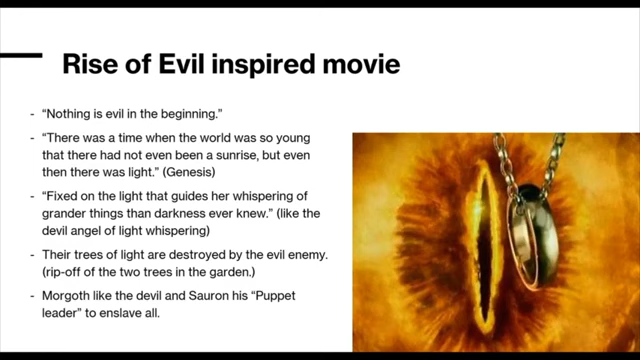 Rise of Evil inspired movie
- “Nothing is evil in the beginning.”
- “There was a time when the world was so young
that there had not even been a sunrise, but even
then there was light.” (Genesis)
- “Fixed on the light that guides her whispering of
grander things than darkness ever knew.” (like the
devil angel of light whispering)
- Their trees of light are destroyed by the evil enemy.
(rip-off of the two trees in the garden.)
- Morgoth like the devil and Sauron his “Puppet
leader” to enslave all.